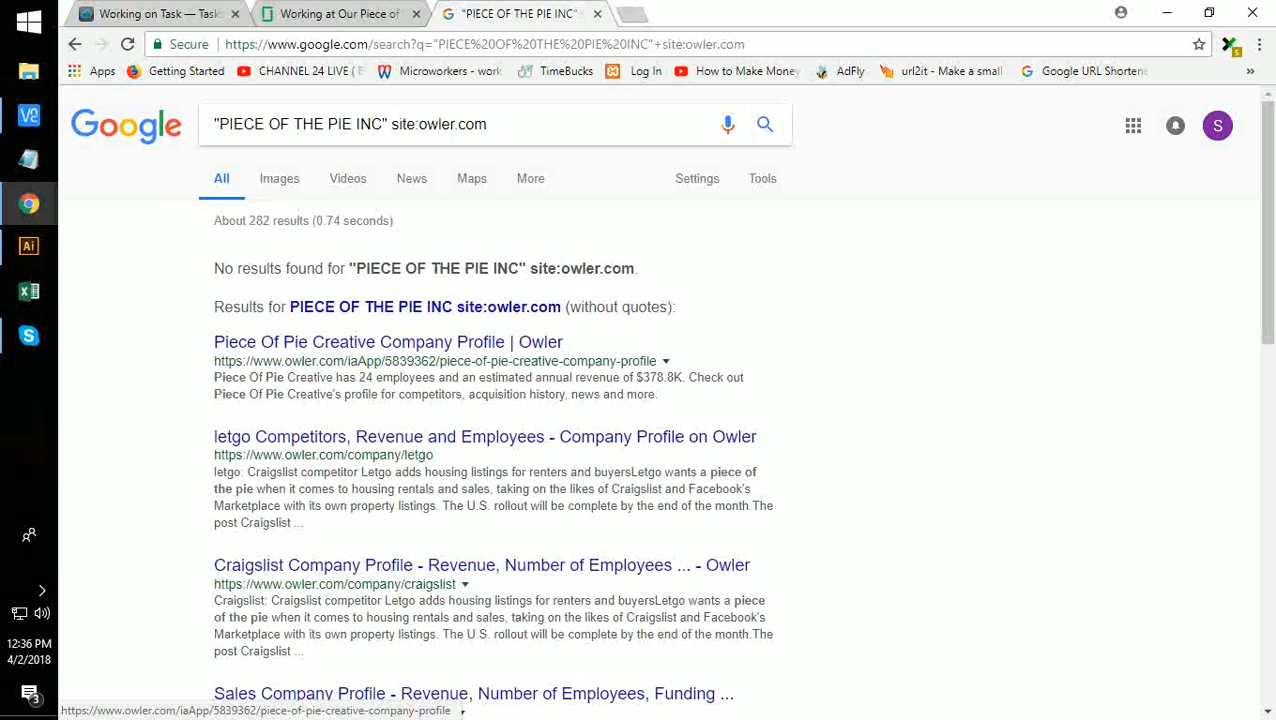 Working on Task — Task
Working at Our Piece of
"PIECE OF THE PIE INC"
Secure
https://www.google.com/search?q="PIECE%20OF%20THE%20PIE%20INC"+site:owler.com
Apps
Getting Started
CHANNEL 24 LIVE (
Microworkers - work
TimeBucks
Log In
How to Make Money
AdFly
url2it - Make a small
Google URL Shortene
»
Google
"PIECE OF THE PIE INC" site:owler.com
S
All
Images
Videos
News
Maps
More
Settings
Tools
About 282 results (0.74 seconds)
No results found for "PIECE OF THE PIE INC" site:owler.com.
Results for PIECE OF THE PIE INC site:owler.com (without quotes):
Piece Of Pie Creative Company Profile | Owler
https://www.owler.com/iaApp/5839362/piece-of-pie-creative-company-profile
Piece Of Pie Creative has 24 employees and an estimated annual revenue of $378.8K. Check out
Piece Of Pie Creative's profile for competitors, acquisition history, news and more.
letgo Competitors, Revenue and Employees - Company Profile on Owler
https://www.owler.com/company/letgo
letgo: Craigslist competitor Letgo adds housing listings for renters and buyersLetgo wants a piece of
the pie when it comes to housing rentals and sales, taking on the likes of Craigslist and Facebook's
Marketplace with its own property listings. The U.S. rollout will be complete by the end of the month.The
post Craigslist ...
Craigslist Company Profile - Revenue, Number of Employees ... - Owler
https://www.owler.com/company/craigslist
Craigslist: Craigslist competitor Letgo adds housing listings for renters and buyersLetgo wants a piece
of the pie when it comes to housing rentals and sales, taking on the likes of Craigslist and Facebook's
Marketplace with its own property listings. The U.S. rollout will be complete by the end of the month.The
post Craigslist ...
Sales Company Profile - Revenue, Number of Employees, Funding ...
https://www.owler.com/iaApp/5839362/piece-of-pie-creative-company-profile
Ai
12:36 PM
4/2/2018
3
5